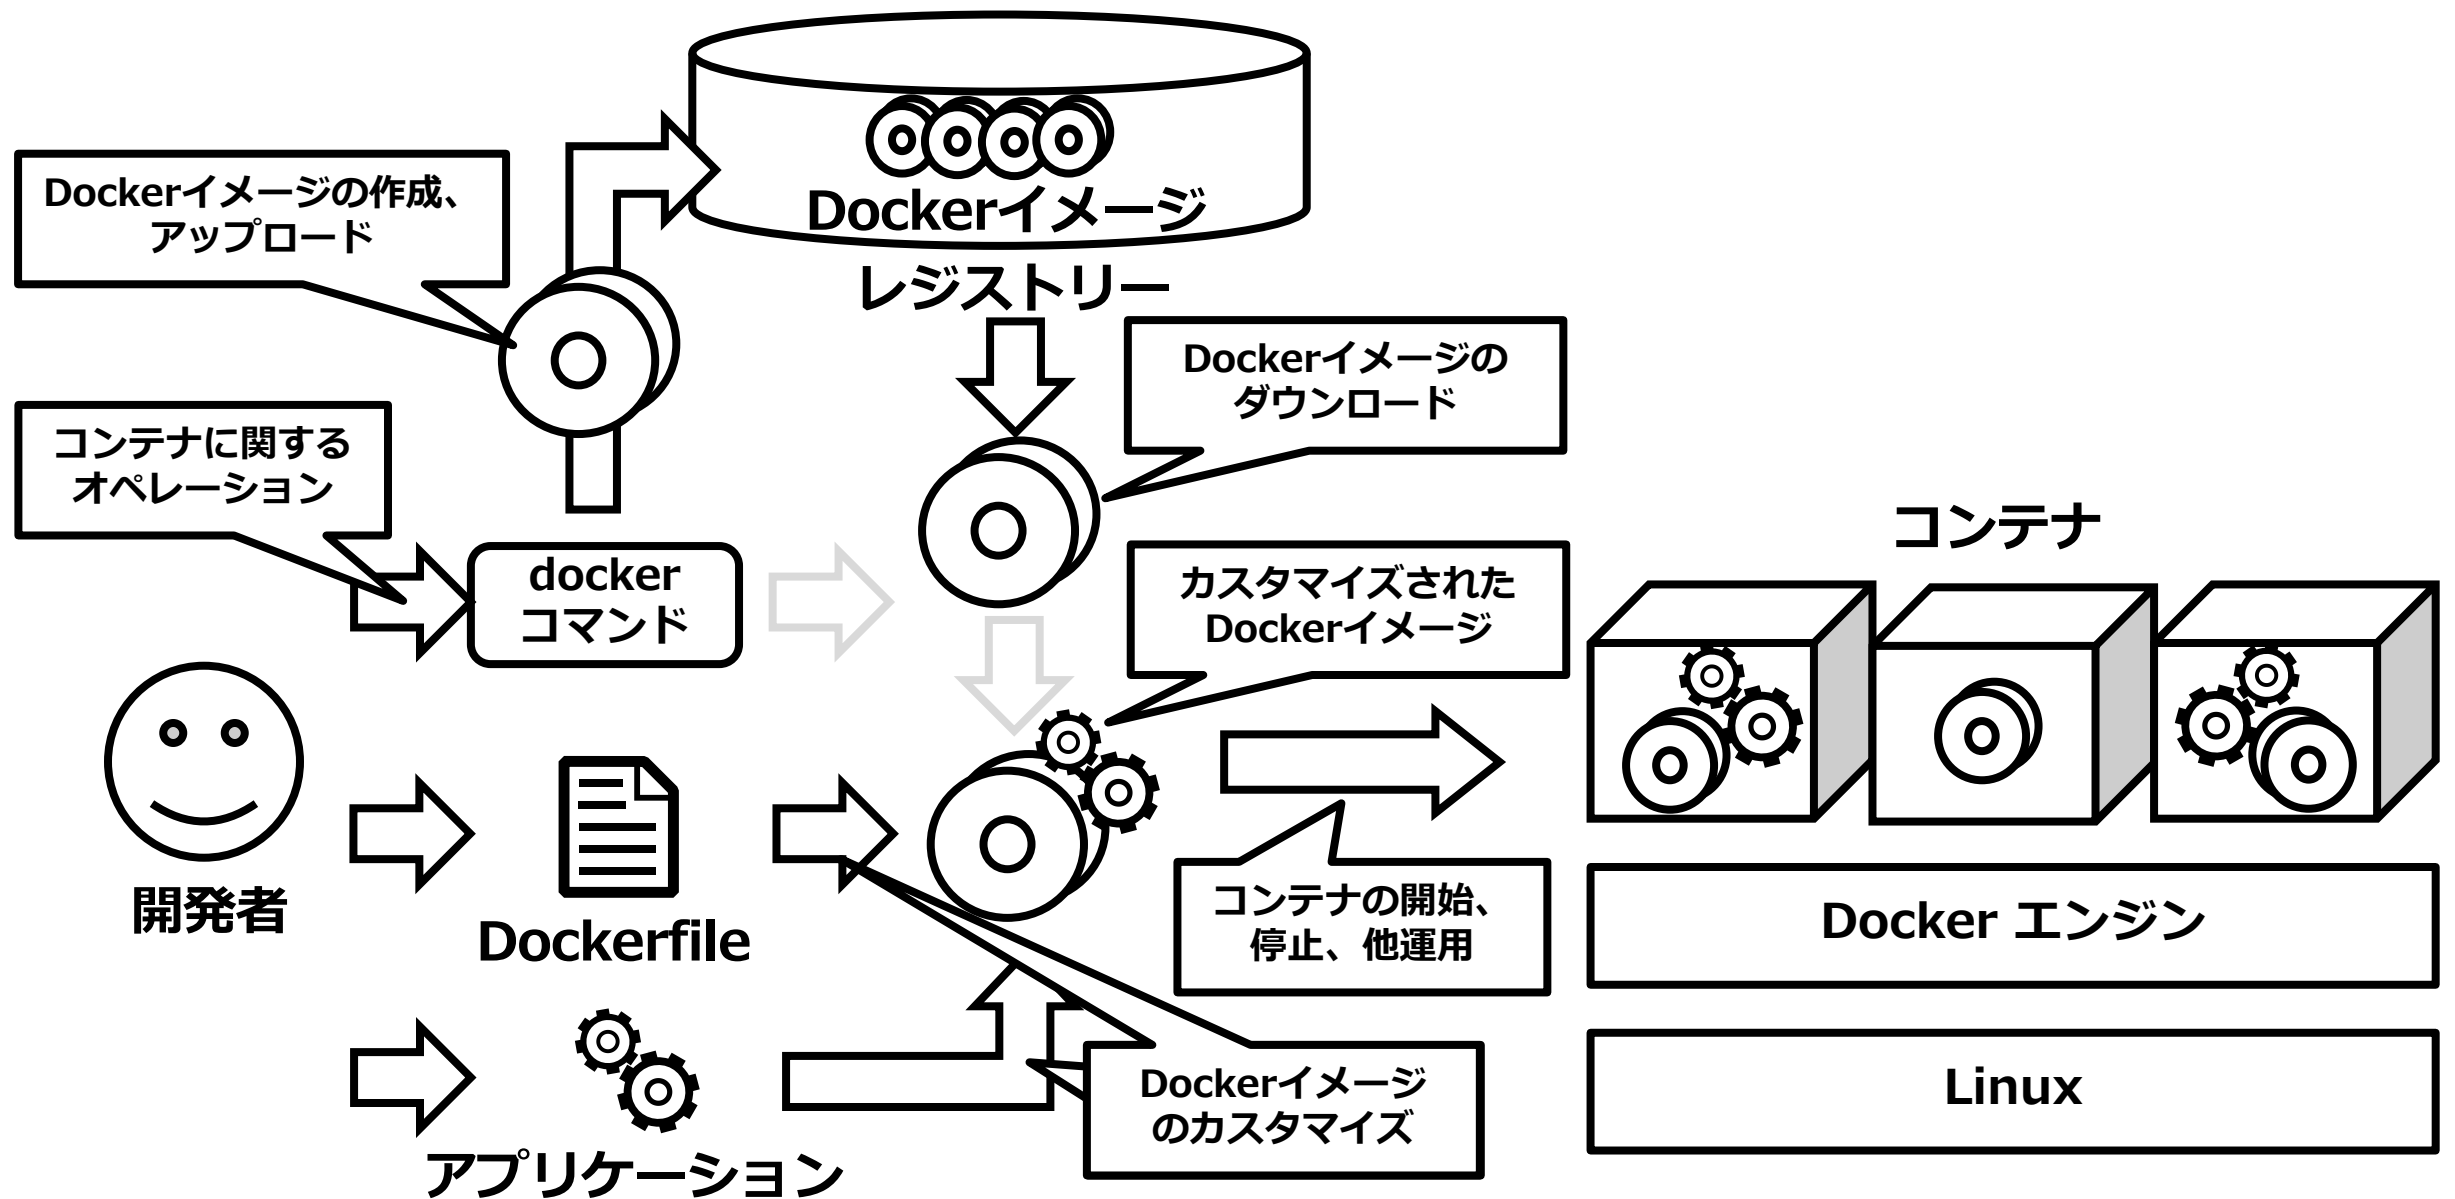 Dockerイメージ
レジストリー
Dockerイメージの作成、
アップロード
Dockerイメージの
ダウンロード
コンテナに関する
オペレーション
docker
コマンド
カスタマイズされた
Dockerイメージ
コンテナ
開発者
Dockerfile
コンテナの開始、
停止、他運用
Docker エンジン
Dockerイメージ
のカスタマイズ
Linux
アプリケーション